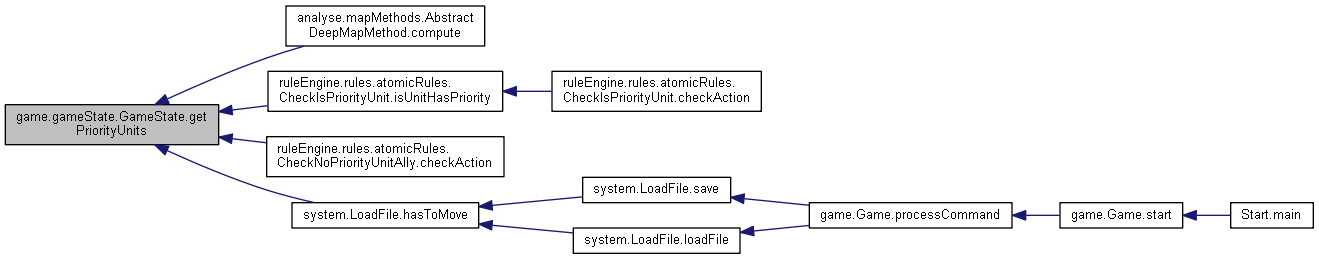 analyse.mapMethods.Abstract
DeepMapMethod.compute
ruleEngine.rules.atomicRules.
CheckIsPriorityUnit.isUnitHasPriority
ruleEngine.rules.atomicRules.
CheckIsPriorityUnit.checkAction
game.gameState.GameState.get
PriorityUnits
ruleEngine.rules.atomicRules.
CheckNoPriorityUnitAlly.checkAction
system.LoadFile.hasToMove
system.LoadFile.save
system.LoadFile.loadFile
game.Game.processCommand
game.Game.start
Start.main